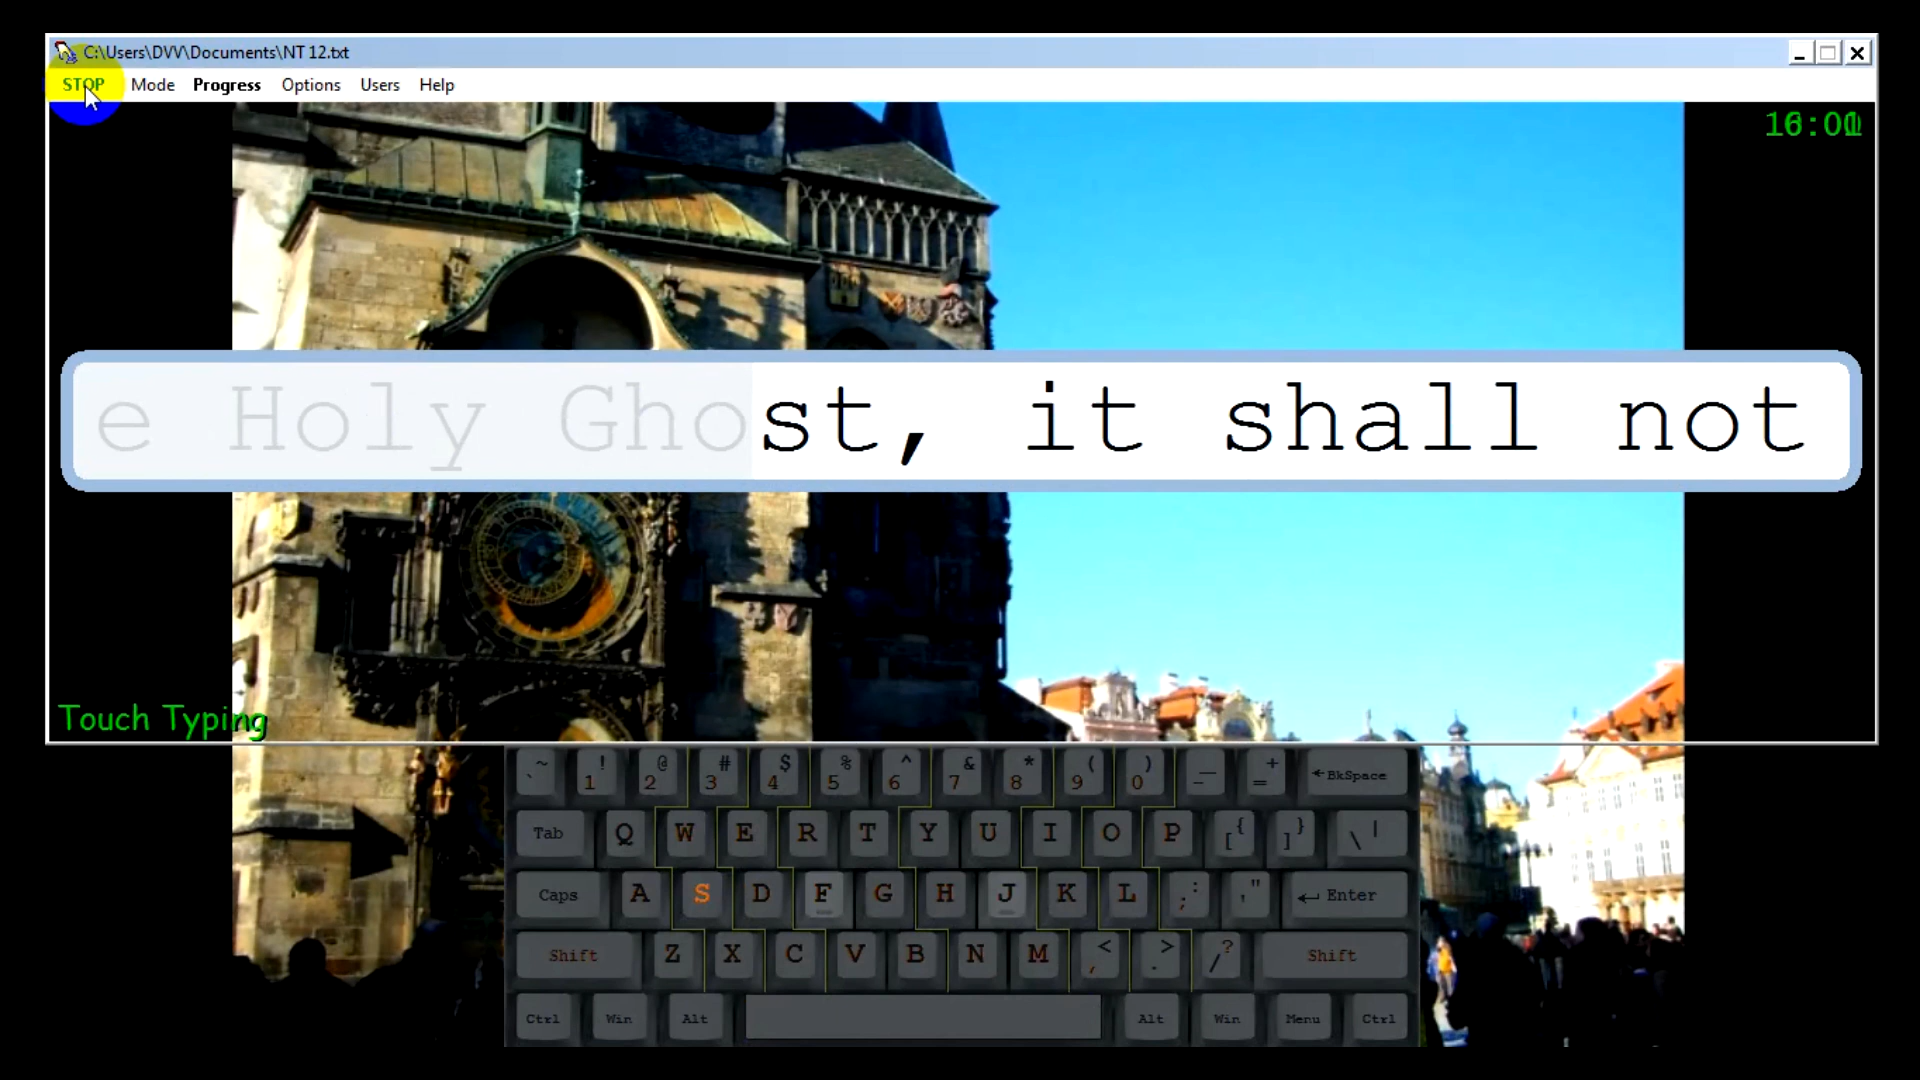 C:\Users\DVV\Documents\NT 12.txt
STOP Mode Progress Options Users Help
e Holy Ghost, it shall not
Touch Typing
` ~ 1 ! 2 @ 3 # 4 $ 5 % 6 ^ 7 & 8 * 9 ( 0 ) - _ = + ←BkSpace
Tab Q W E R T Y U I O P [ { ] } \ |
Caps A S D F G H J K L ; : ' " ↵ Enter
Shift Z X C V B N M , < . > / ? Shift
Ctrl Win Alt Alt Win Menu Ctrl